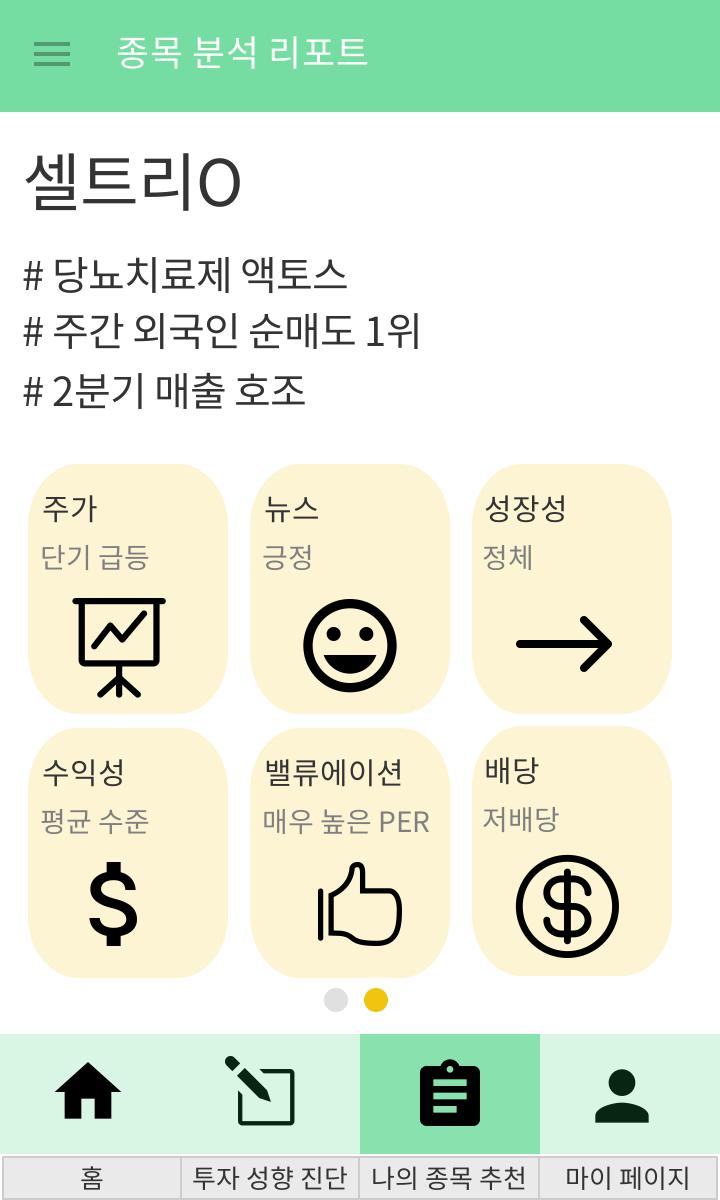 종목 분석 리포트
셀트리O
# 당뇨치료제 액토스
# 주간 외국인 순매도 1위
# 2분기 매출 호조
주가
단기 급등
뉴스
긍정
성장성
정체
수익성
평균 수준
밸류에이션
매우 높은 PER
배당
저배당
홈
투자 성향 진단
나의 종목 추천
마이 페이지